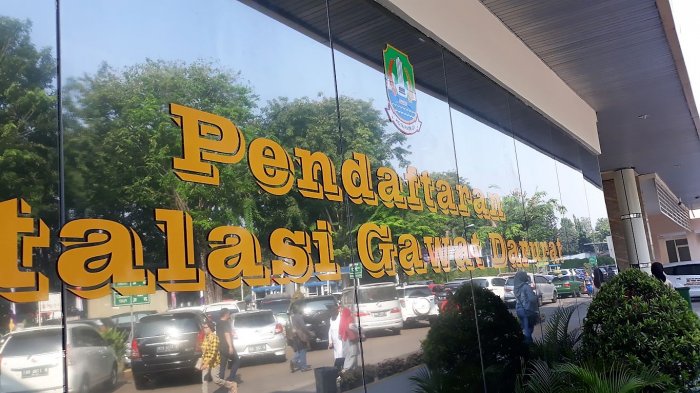 Pendaftaran
talasi Gawat Darurat